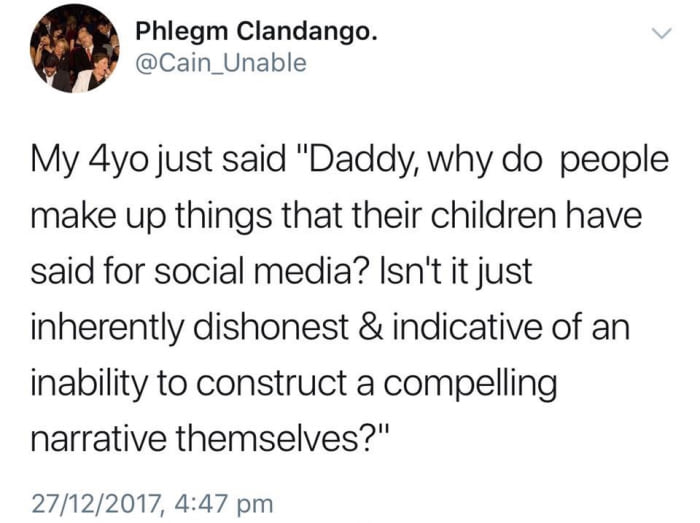 Phlegm Clandango.
@Cain_Unable
My 4yo just said "Daddy, why do  people
make up things that their children have
said for social media? Isn't it just
inherently dishonest & indicative of an
inability to construct a compelling
narrative themselves?"
27/12/2017, 4:47 pm